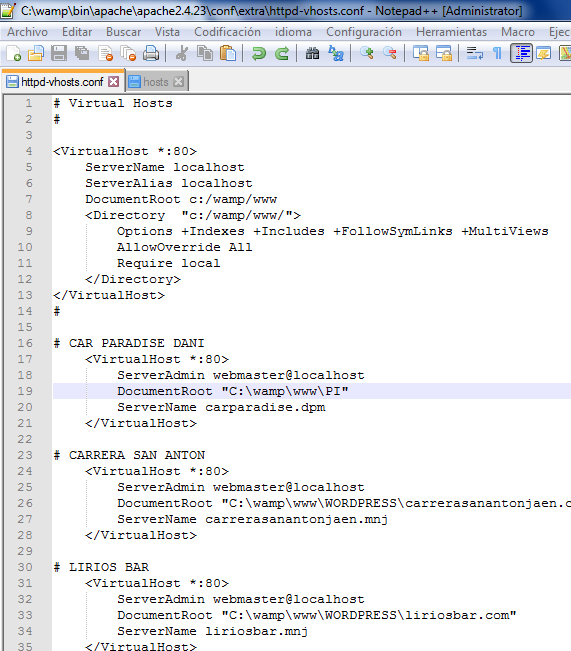 C:\wamp\bin\apache\apache2.4.23\conf\extra\httpd-vhosts.conf - Notepad++ [Administrator]
Archivo Editar Buscar Vista Codificación idioma Configuración Herramientas Macro Ejec
httpd-vhosts.conf hosts
1 # Virtual Hosts
2 #
3
4 <VirtualHost *:80>
5 ServerName localhost
6 ServerAlias localhost
7 DocumentRoot c:/wamp/www
8 <Directory "c:/wamp/www/">
9 Options +Indexes +Includes +FollowSymLinks +MultiViews
10 AllowOverride All
11 Require local
12 </Directory>
13 </VirtualHost>
14 #
15
16 # CAR PARADISE DANI
17 <VirtualHost *:80>
18 ServerAdmin webmaster@localhost
19 DocumentRoot "C:\wamp\www\PI"
20 ServerName carparadise.dpm
21 </VirtualHost>
22
23 # CARRERA SAN ANTON
24 <VirtualHost *:80>
25 ServerAdmin webmaster@localhost
26 DocumentRoot "C:\wamp\www\WORDPRESS\carrerasanantonjaen.c
27 ServerName carrerasanantonjaen.mnj
28 </VirtualHost>
29
30 # LIRIOS BAR
31 <VirtualHost *:80>
32 ServerAdmin webmaster@localhost
33 DocumentRoot "C:\wamp\www\WORDPRESS\liriosbar.com"
34 ServerName liriosbar.mnj
35 </VirtualHost>